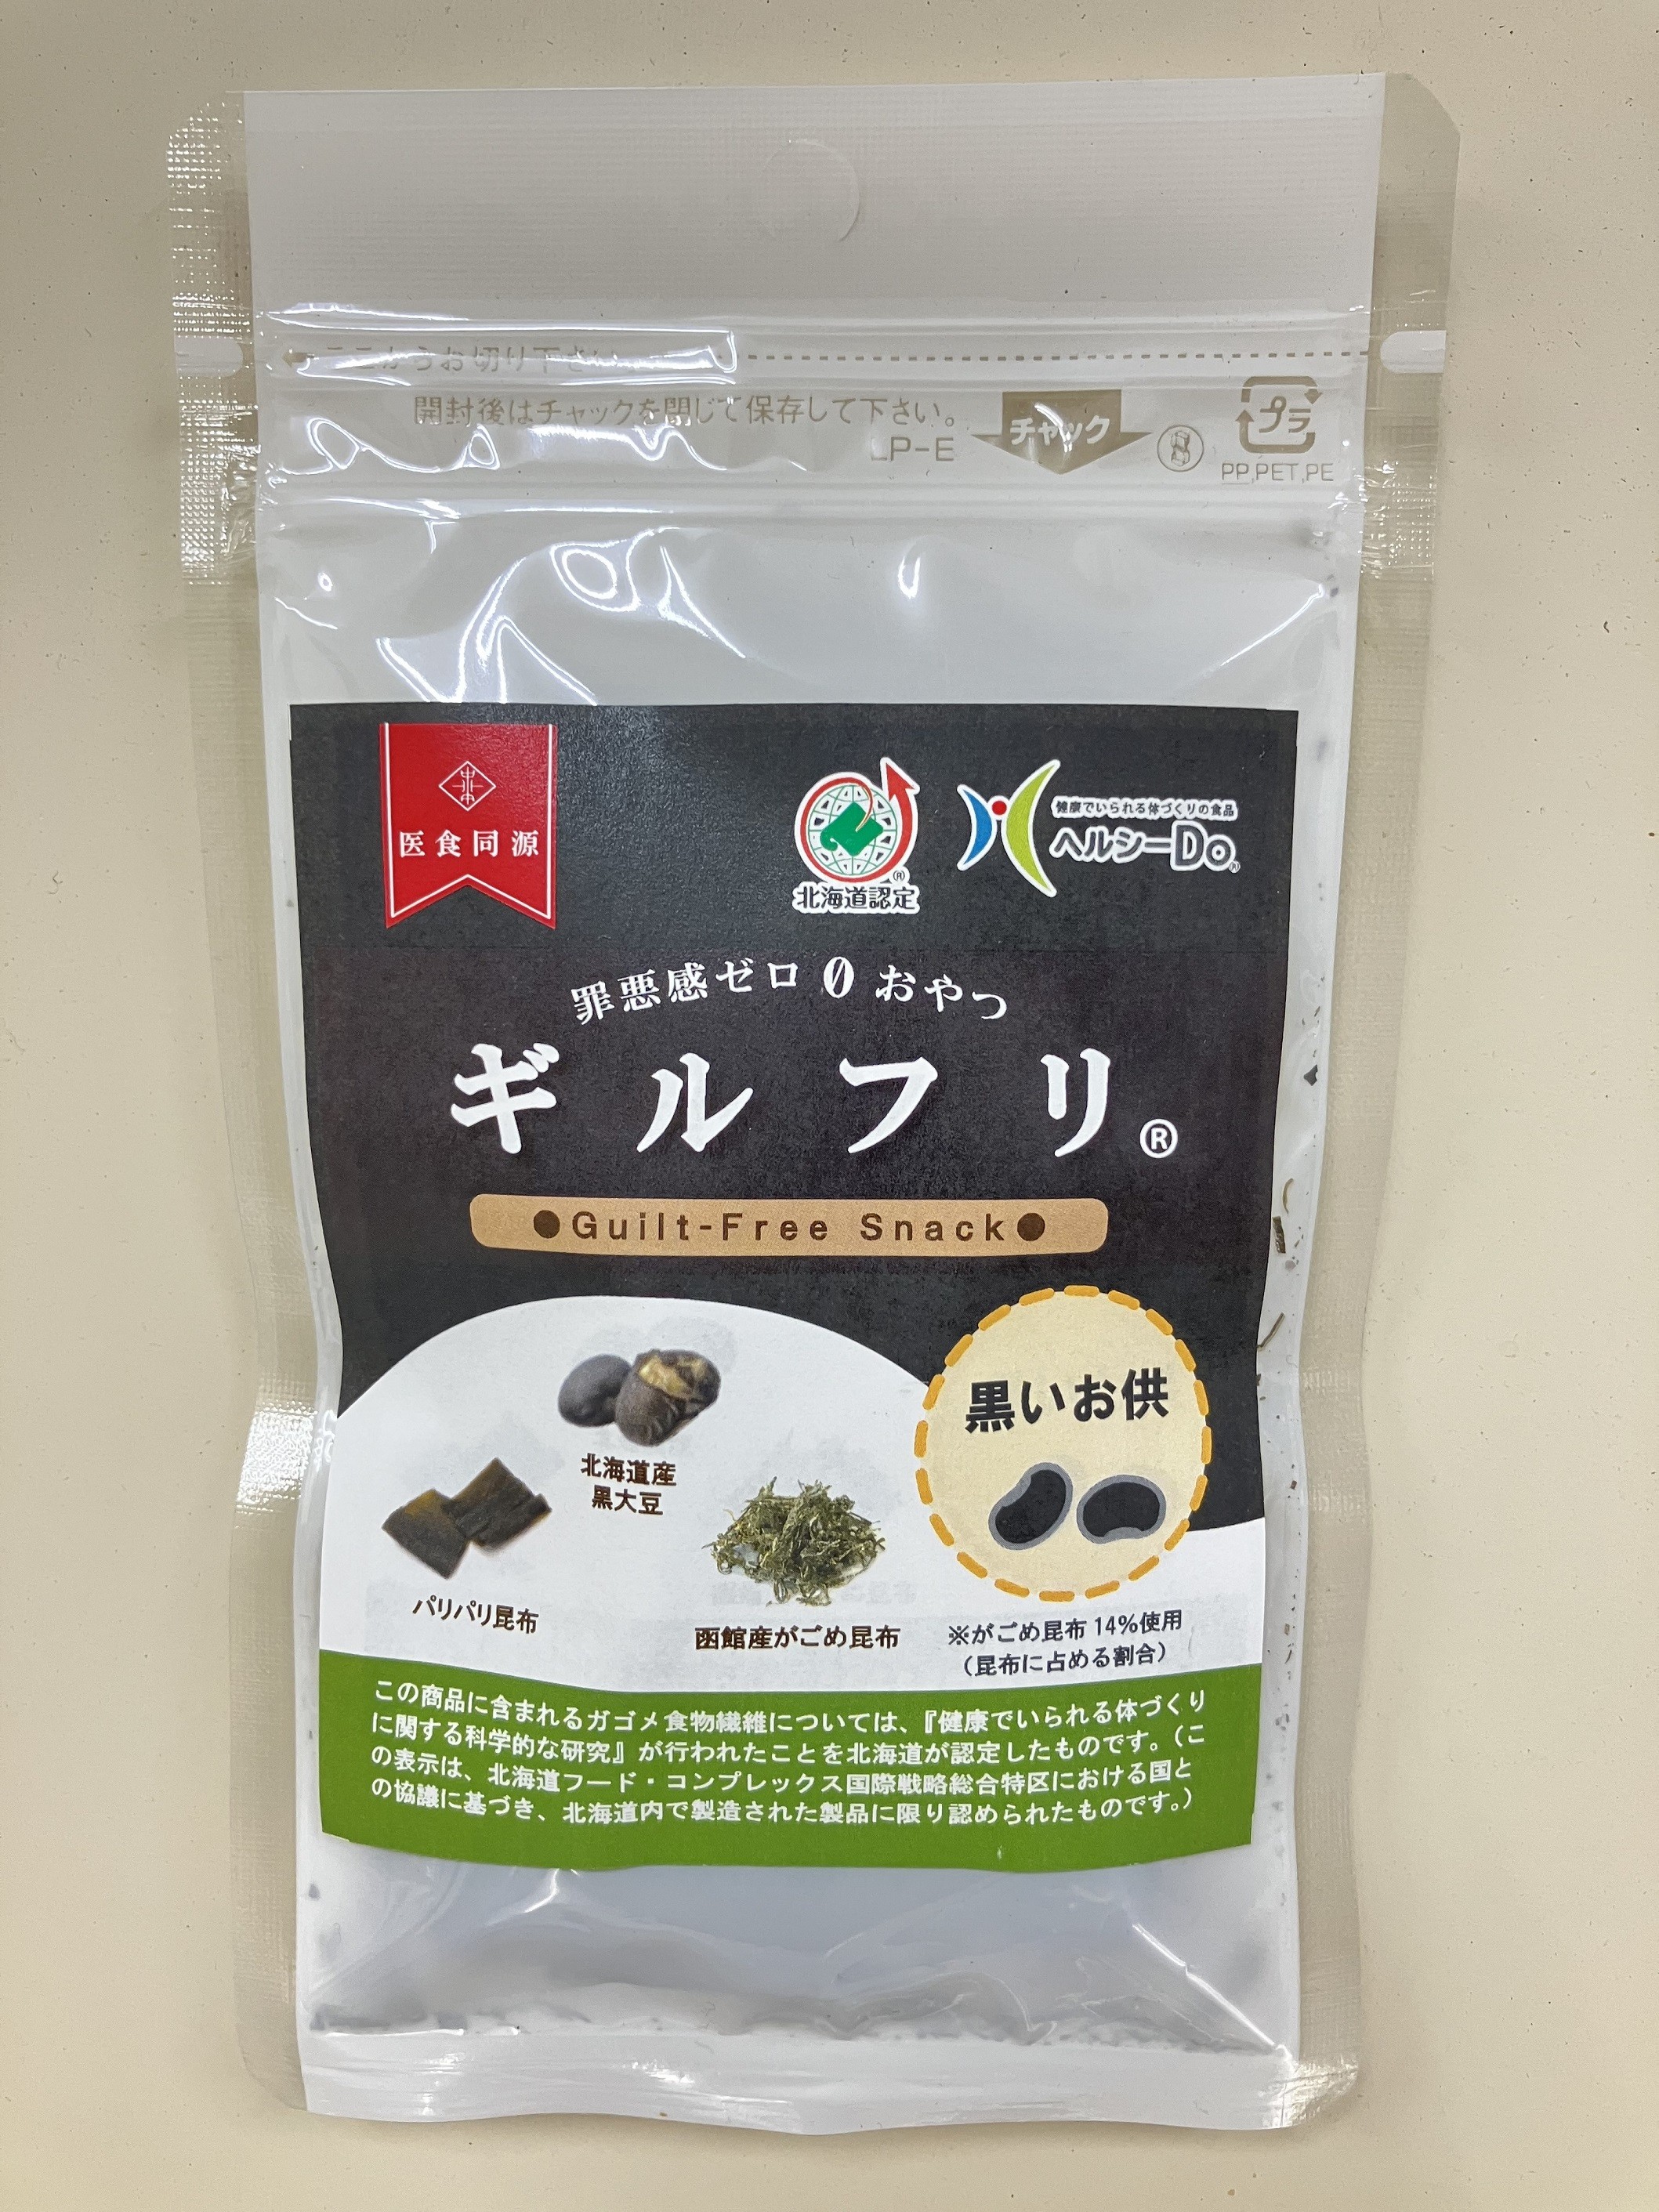 ここからお切り下さい
開封後はチャックを閉じて保存して下さい。
LP-E
チャック
プラ
PP,PET,PE
医食同源
北海道認定
健康でいられる体づくりの食品
ヘルシーDo®
罪悪感ゼロ0おやつ
ギルフリ®
●Guilt-Free Snack●
黒いお供
北海道産
黒大豆
パリパリ昆布
函館産がごめ昆布
※がごめ昆布14%使用
(昆布に占める割合)
この商品に含まれるガゴメ食物繊維については、『健康でいられる体づくり
に関する科学的な研究』が行われたことを北海道が認定したものです。(こ
の表示は、北海道フード・コンプレックス国際戦略総合特区における国と
の協議に基づき、北海道内で製造された製品に限り認められたものです。)